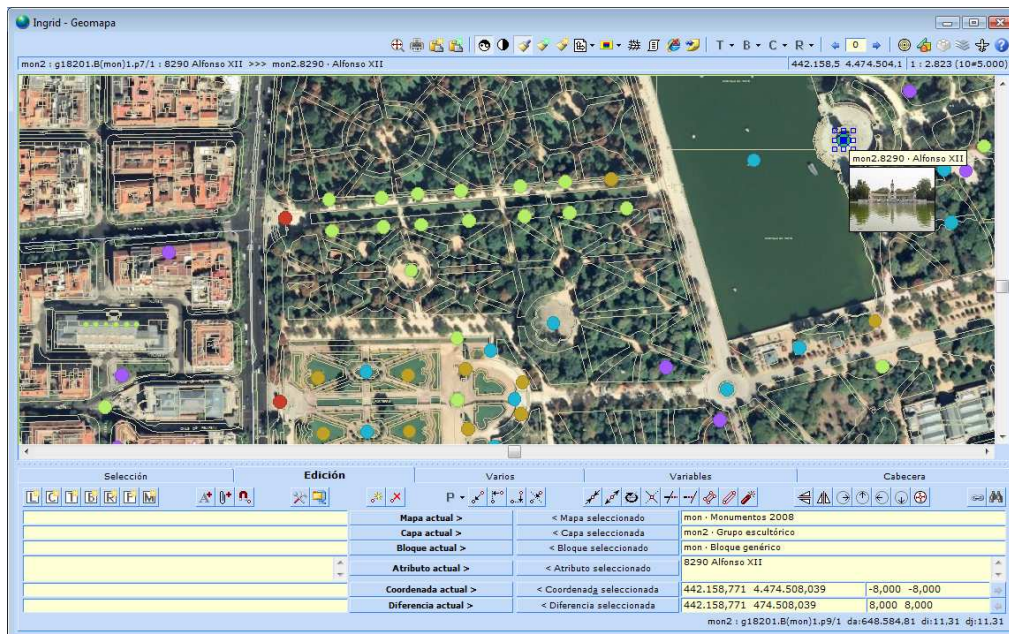 Ingrid - Geomapa
T B C R 0
mon2 : g18201.B(mon)1.p7/1 : 8290 Alfonso XII >>> mon2.8290 · Alfonso XII
442.158,5 4.474.504,1 1 : 2.823 (10#5.000)
mon2.8290 · Alfonso XII
Selección Edición Varios Variables Cabecera
L C T B R F M P
Mapa actual > < Mapa seleccionado mon · Monumentos 2008
Capa actual > < Capa seleccionada mon2 · Grupo escultórico
Bloque actual > < Bloque seleccionado mon · Bloque genérico
Atributo actual > < Atributo seleccionado 8290 Alfonso XII
Coordenada actual > < Coordenada seleccionada 442.158,771 4.474.508,039 -8,000 -8,000
Diferencia actual > < Diferencia seleccionada 442.158,771 474.508,039 8,000 8,000
mon2 : g18201.B(mon)1.p9/1 da:648.584,81 di:11,31 dj:11,31